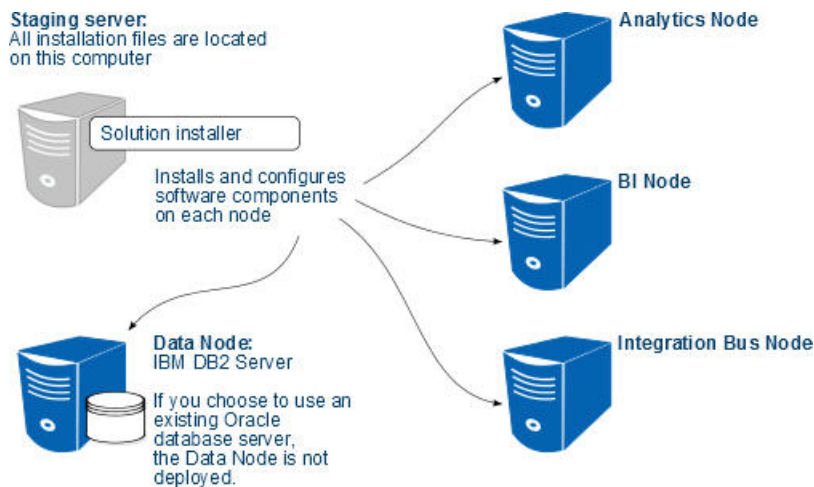 Staging server:
All installation files are located
on this computer
Solution installer
Installs and configures
software components
on each node
Analytics Node
BI Node
Integration Bus Node
Data Node:
IBM DB2 Server
If you choose to use an
existing Oracle
database server,
the Data Node is not
deployed.